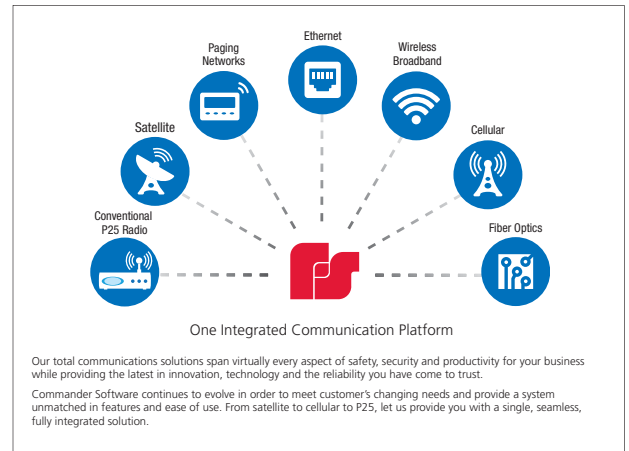 Ethernet
Paging
Networks
Wireless
Broadband
Satellite
Cellular
Conventional
P25 Radio
Fiber Optics
One Integrated Communication Platform
Our total communications solutions span virtually every aspect of safety, security and productivity for your business
while providing the latest in innovation, technology and the reliability you have come to trust.
Commander Software continues to evolve in order to meet customer's changing needs and provide a system
unmatched in features and ease of use. From satellite to cellular to P25, let us provide you with a single, seamless,
fully integrated solution.